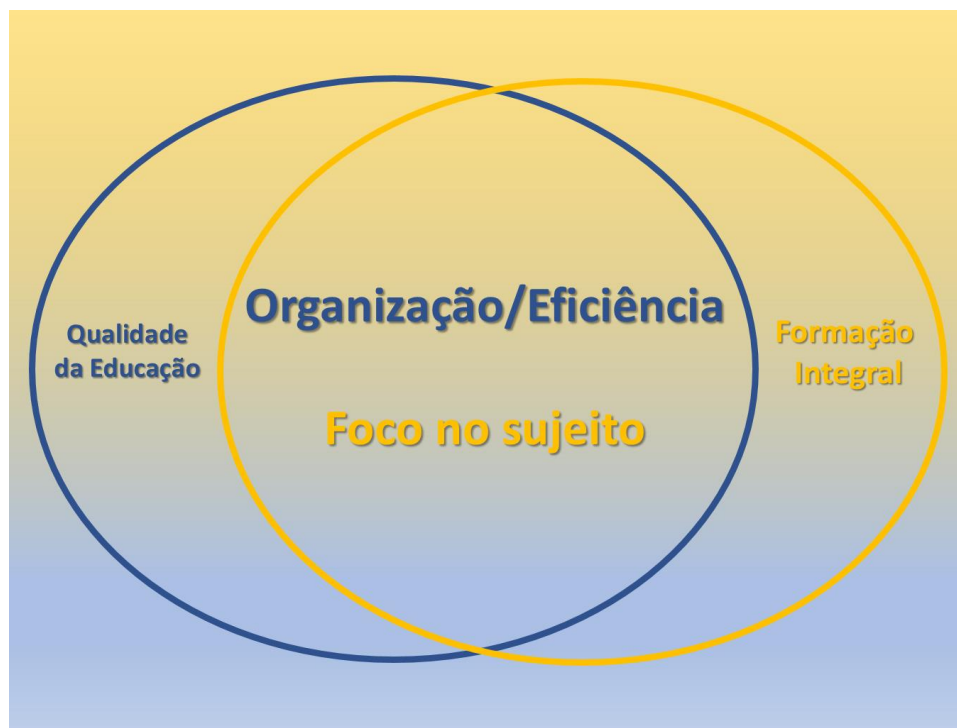 Organização/Eficiência
Qualidade
da Educação
Formação
Integral
Foco no sujeito